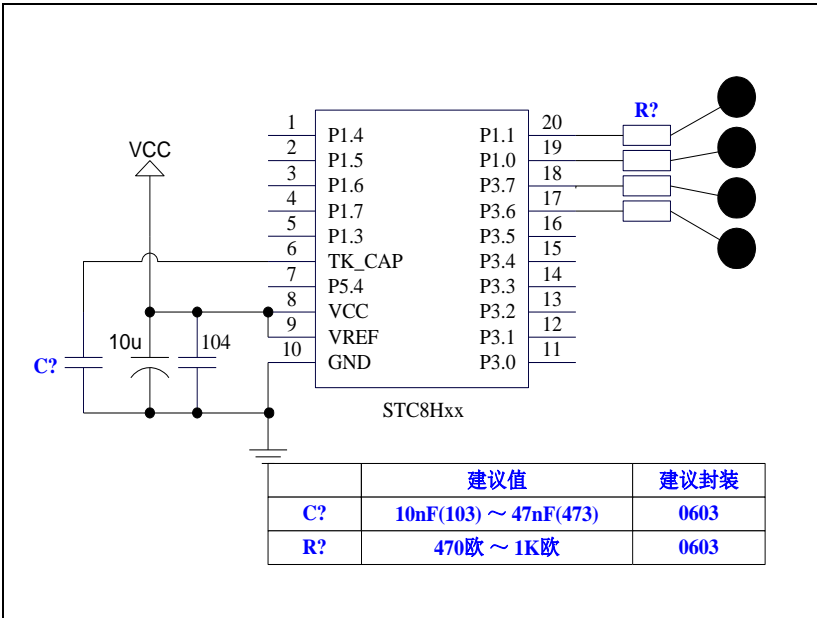 VCC
1 P1.4
2 P1.5
3 P1.6
4 P1.7
5 P1.3
6 TK_CAP
7 P5.4
8 VCC
9 VREF
10 GND
P1.1 20
P1.0 19
P3.7 18
P3.6 17
P3.5 16
P3.4 15
P3.3 14
P3.2 13
P3.1 12
P3.0 11
R?
C?
10u
104
STC8Hxx
建议值 建议封装
C? 10nF(103) ～ 47nF(473) 0603
R? 470欧 ～ 1K欧 0603